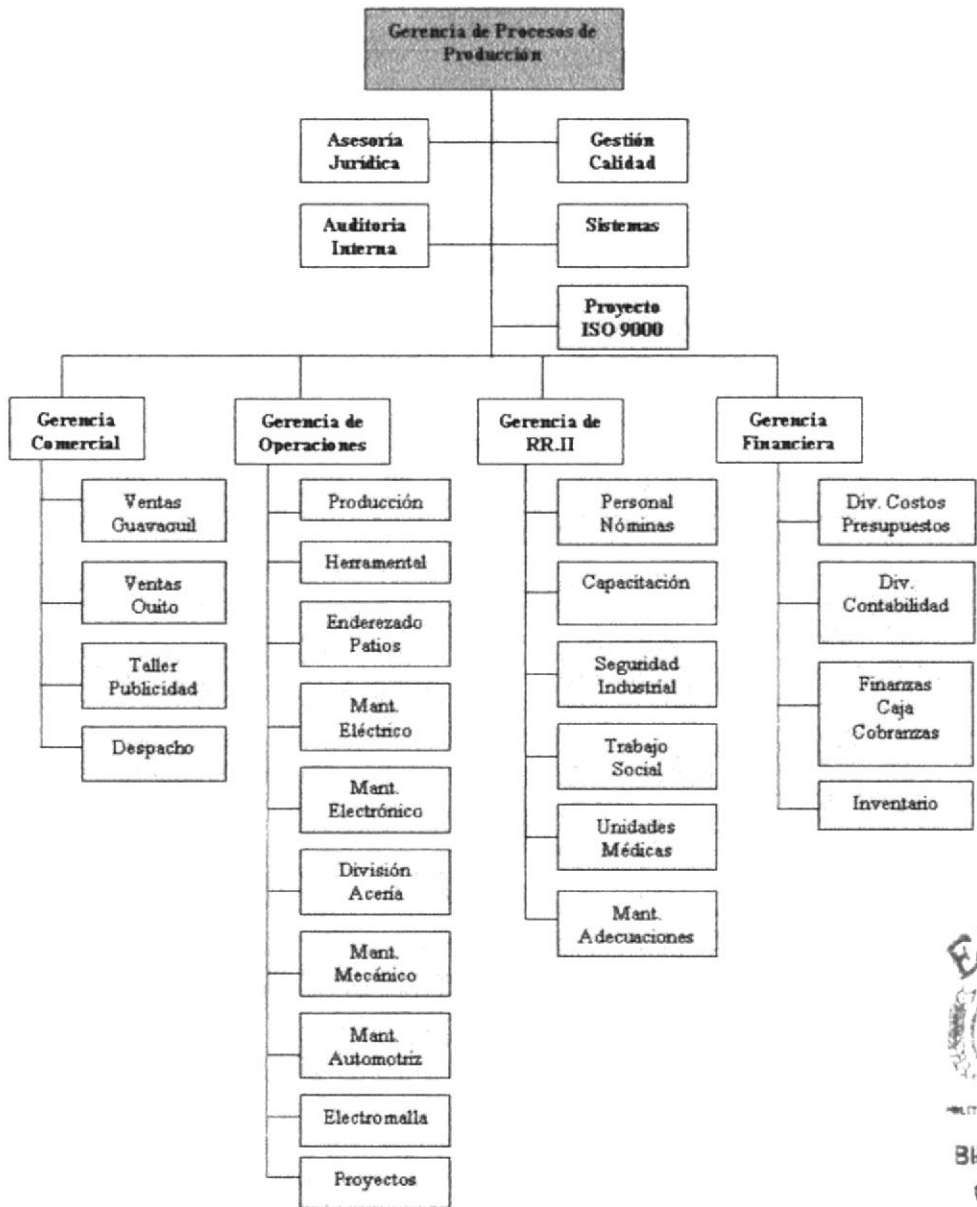 Gerencia de Procesos de
Producción
Asesoría
Jurídica
Gestión
Calidad
Auditoria
Interna
Sistemas
Proyecto
ISO 9000
Gerencia
Comercial
Gerencia de
Operaciones
Gerencia de
RR.II
Gerencia
Financiera
Ventas
Guayaquil
Ventas
Quito
Taller
Publicidad
Despacho
Producción
Herramental
Enderezado
Patios
Mant.
Eléctrico
Mant.
Electrónico
División
Acería
Mant.
Mecánico
Mant.
Automotriz
Electromalla
Proyectos
Personal
Nóminas
Capacitación
Seguridad
Industrial
Trabajo
Social
Unidades
Médicas
Mant.
Adecuaciones
Div. Costos
Presupuestos
Div.
Contabilidad
Finanzas
Caja
Cobranzas
Inventario